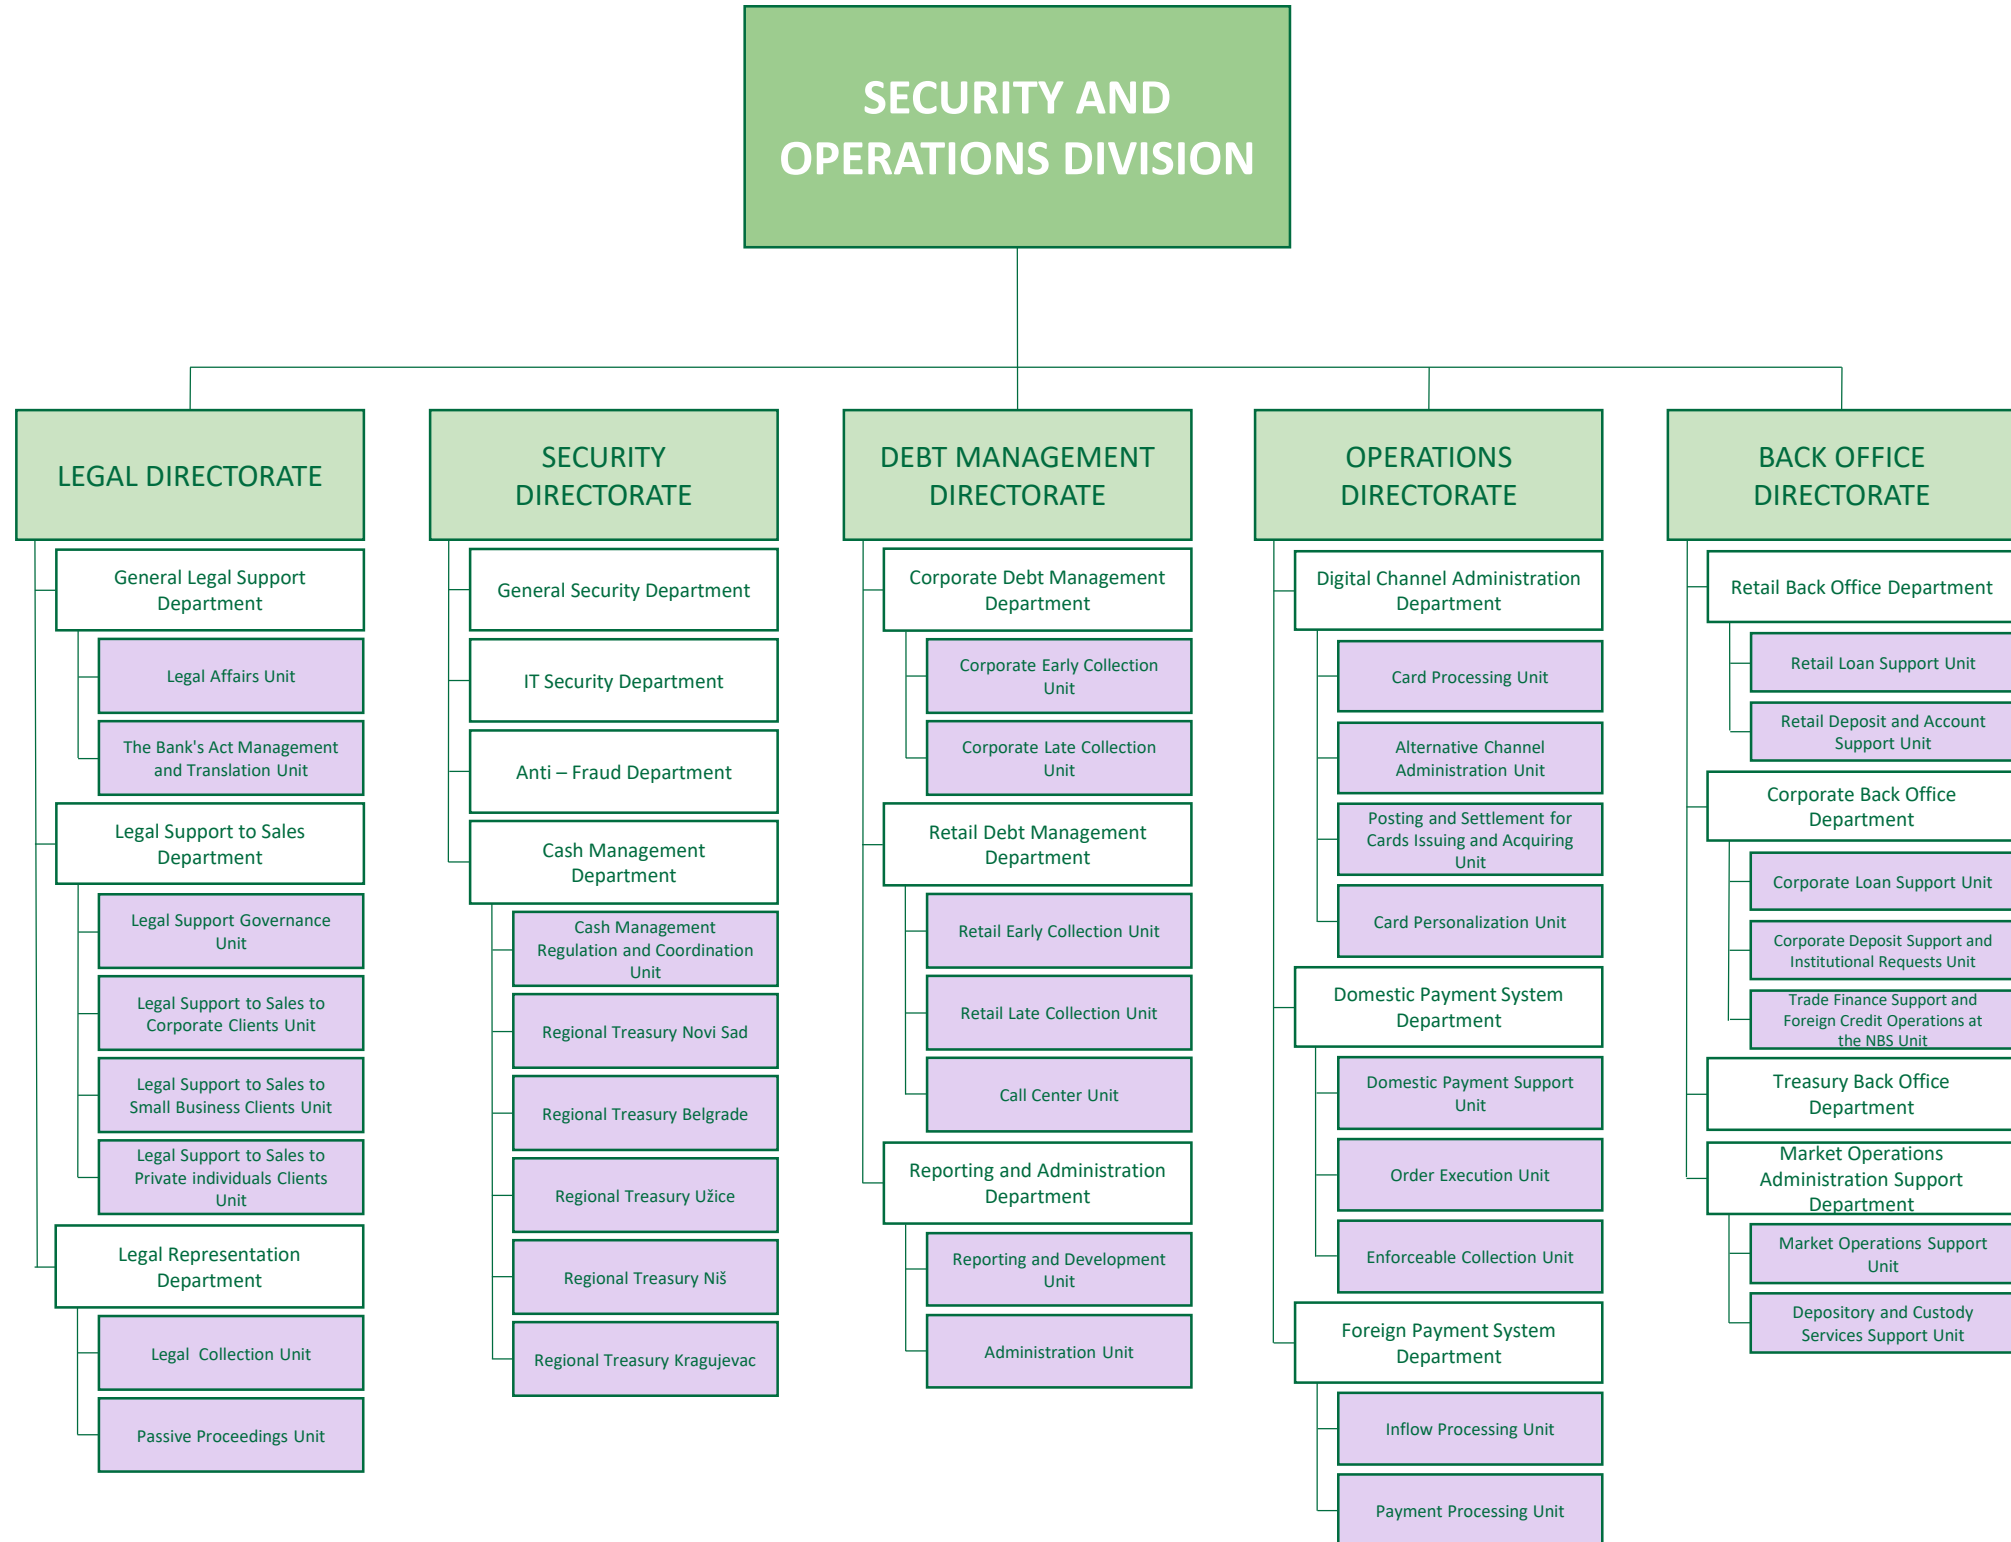 SECURITY AND
OPERATIONS DIVISION
LEGAL DIRECTORATE
General Legal Support
Department
Legal Affairs Unit
The Bank's Act Management
and Translation Unit
Legal Support to Sales
Department
Legal Support Governance
Unit
Legal Support to Sales to
Corporate Clients Unit
Legal Support to Sales to
Small Business Clients Unit
Legal Support to Sales to
Private individuals Clients
Unit
Legal Representation
Department
Legal  Collection Unit
Passive Proceedings Unit
SECURITY
DIRECTORATE
General Security Department
IT Security Department
Anti – Fraud Department
Cash Management
Department
Cash Management
Regulation and Coordination
Unit
Regional Treasury Novi Sad
Regional Treasury Belgrade
Regional Treasury Užice
Regional Treasury Niš
Regional Treasury Kragujevac
DEBT MANAGEMENT
DIRECTORATE
Corporate Debt Management
Department
Corporate Early Collection
Unit
Corporate Late Collection
Unit
Retail Debt Management
Department
Retail Early Collection Unit
Retail Late Collection Unit
Call Center Unit
Reporting and Administration
Department
Reporting and Development
Unit
Administration Unit
OPERATIONS
DIRECTORATE
Digital Channel Administration
Department
Card Processing Unit
Alternative Channel
Administration Unit
Posting and Settlement for
Cards Issuing and Acquiring
Unit
Card Personalization Unit
Domestic Payment System
Department
Domestic Payment Support
Unit
Order Execution Unit
Enforceable Collection Unit
Foreign Payment System
Department
Inflow Processing Unit
Payment Processing Unit
BACK OFFICE
DIRECTORATE
Retail Back Office Department
Retail Loan Support Unit
Retail Deposit and Account
Support Unit
Corporate Back Office
Department
Corporate Loan Support Unit
Corporate Deposit Support and
Institutional Requests Unit
Trade Finance Support and
Foreign Credit Operations at
the NBS Unit
Treasury Back Office
Department
Market Operations
Administration Support
Department
Market Operations Support
Unit
Depository and Custody
Services Support Unit